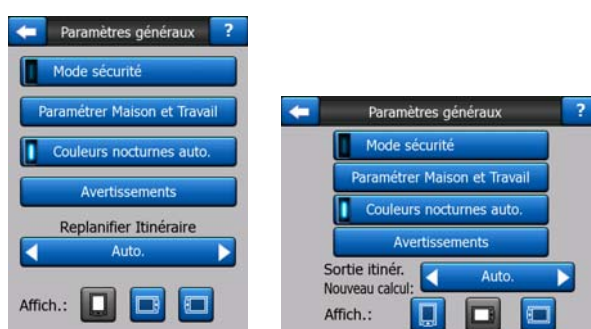 Paramètres généraux ?
Mode sécurité
Paramétrer Maison et Travail
Couleurs nocturnes auto.
Avertissements
Replanifier Itinéraire
Auto.
Affich.:
Paramètres généraux ?
Mode sécurité
Paramétrer Maison et Travail
Couleurs nocturnes auto.
Avertissements
Sortie itinér.
Nouveau calcul:
Auto.
Affich.: